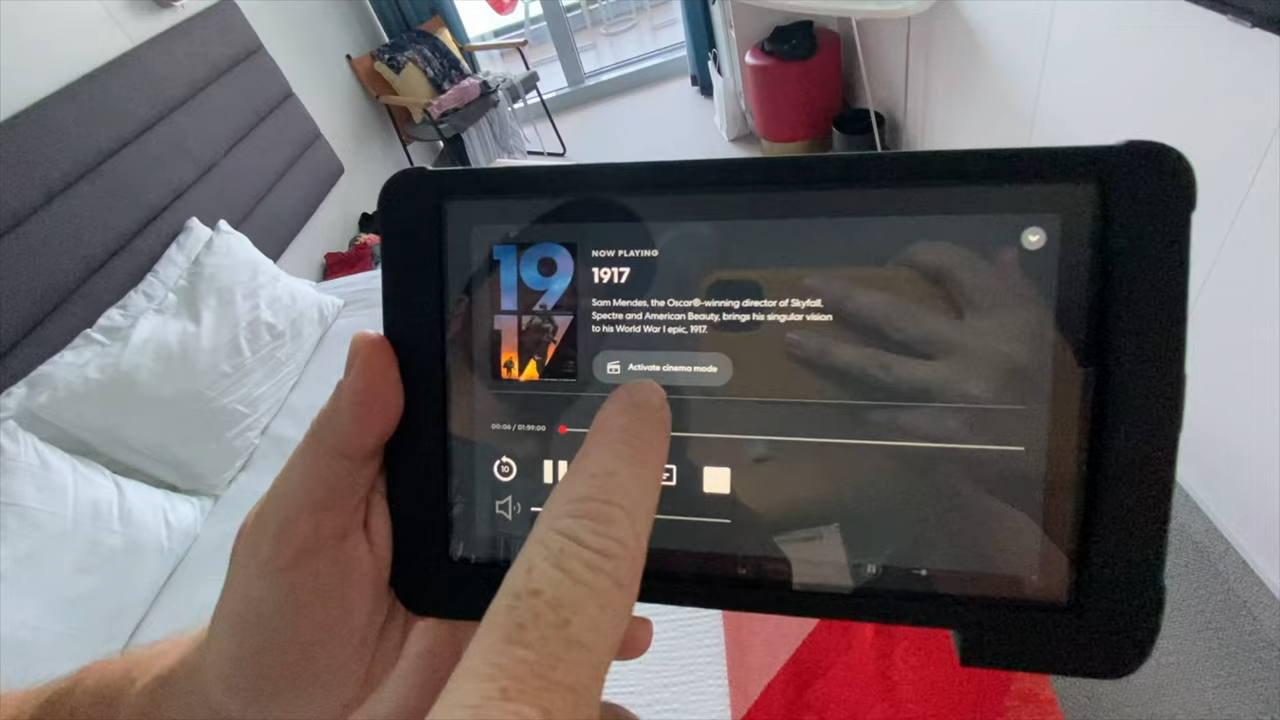 19
17
NOW PLAYING
1917
Sam Mendes, the Oscar®-winning director of Skyfall,
Spectre and American Beauty, brings his singular vision
to his World War I epic, 1917.
Activate cinema mode
00:06 / 01:59:00
10